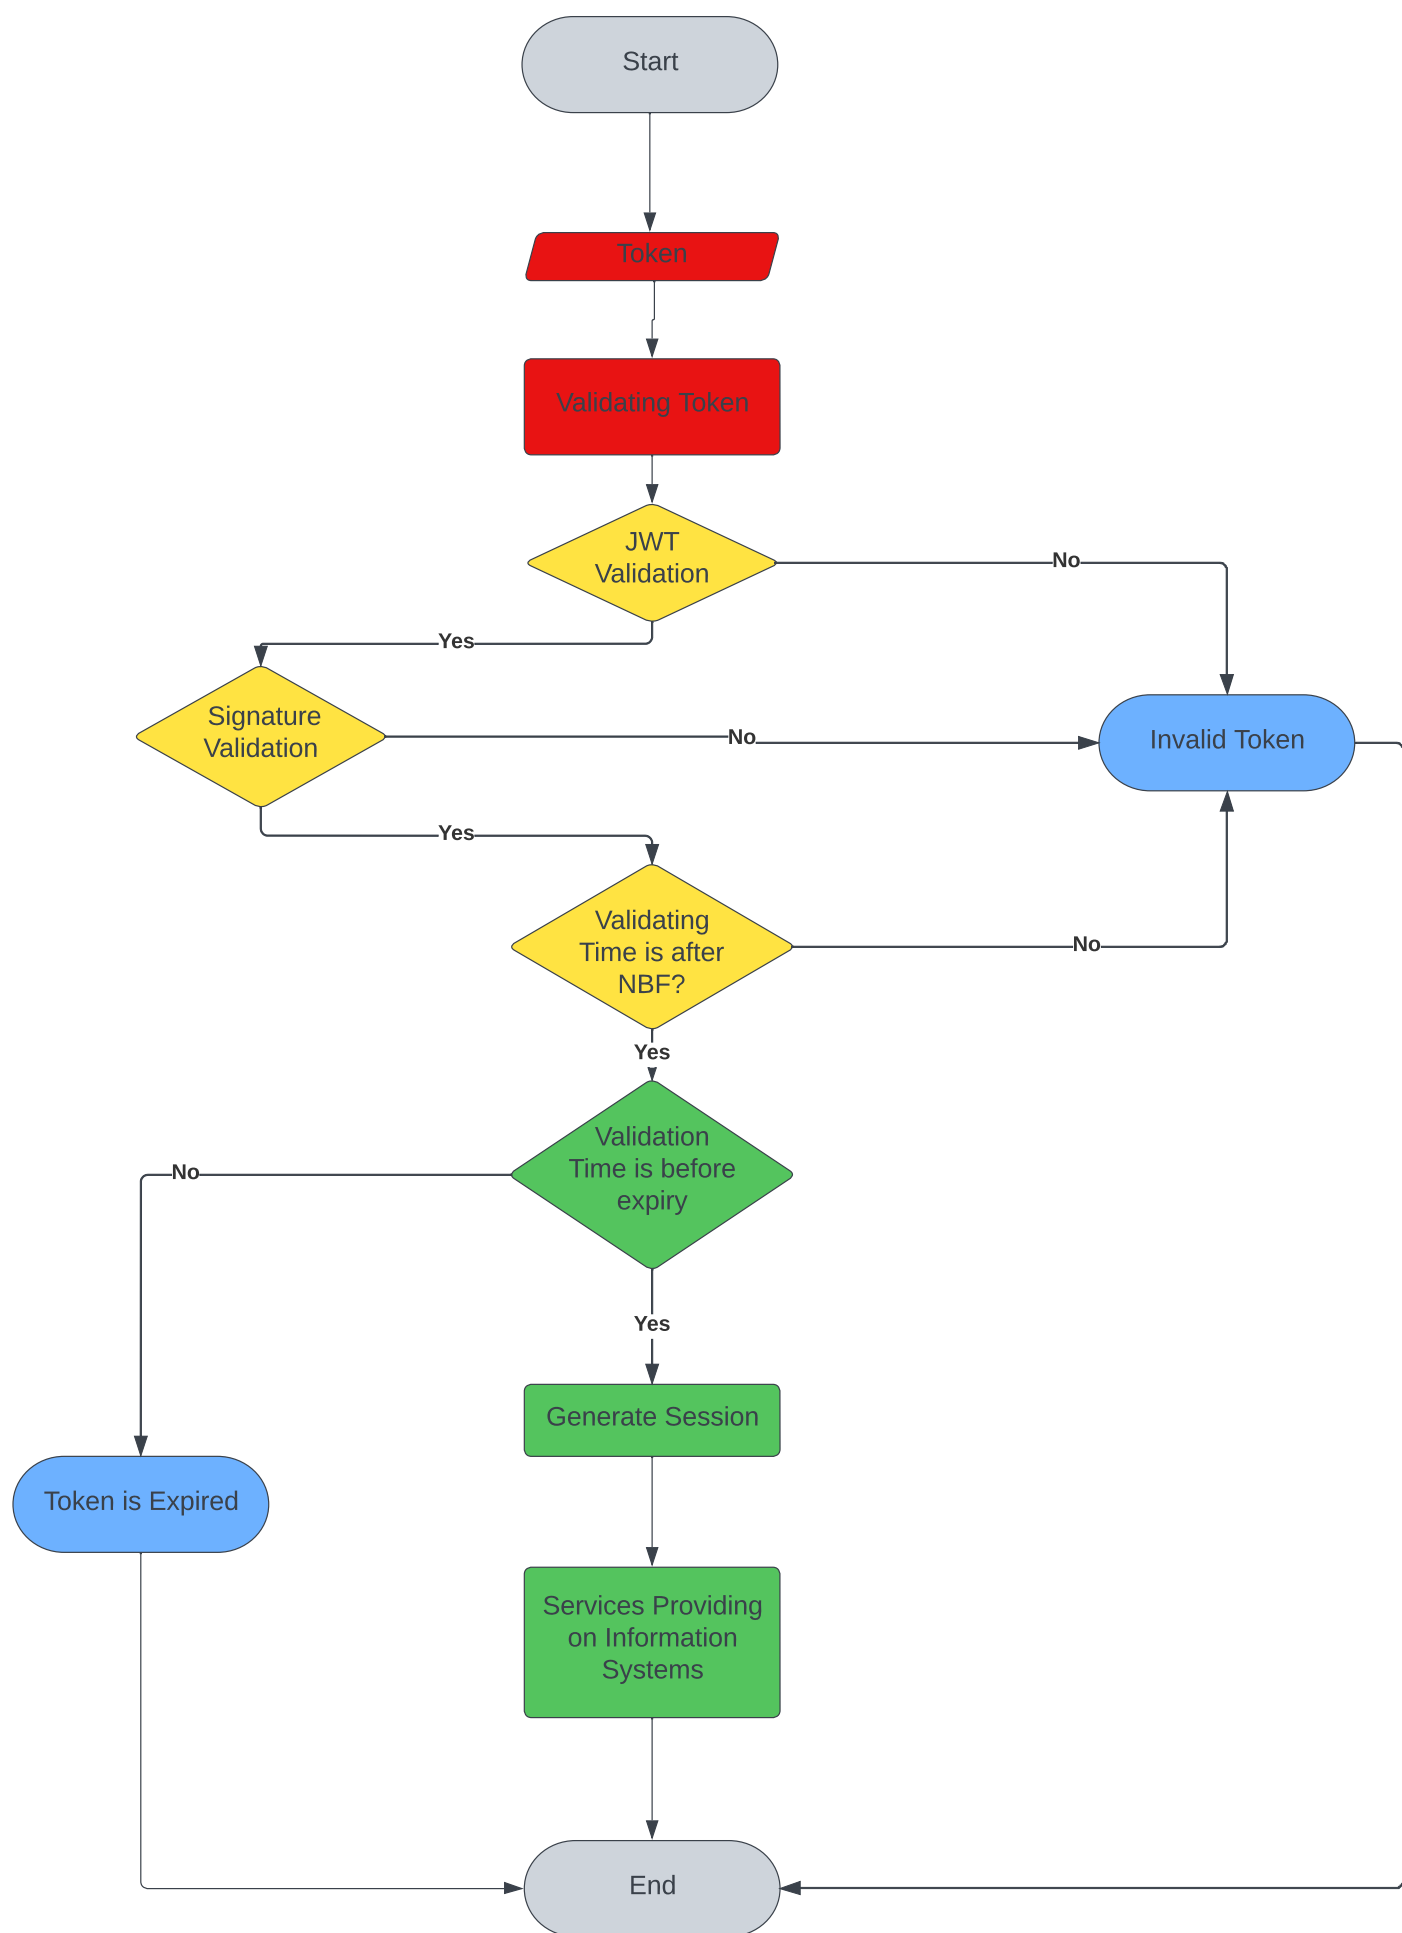 Start
Token
Validating Token
JWT
Validation
No
Yes
Signature
Validation
No
Invalid Token
Yes
Validating
Time is after
NBF?
No
Yes
Validation
Time is before
expiry
No
Yes
Generate Session
Token is Expired
Services Providing
on Information
Systems
End